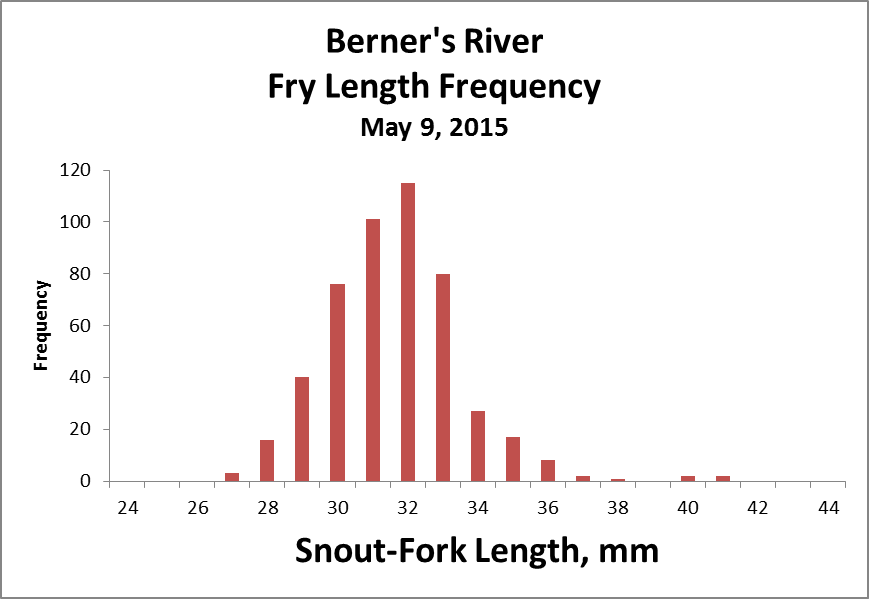 Berner's River
Fry Length Frequency
May 9, 2015
120
100
80
60
40
20
0
Frequency
24 26 28 30 32 34 36 38 40 42 44
Snout-Fork Length, mm